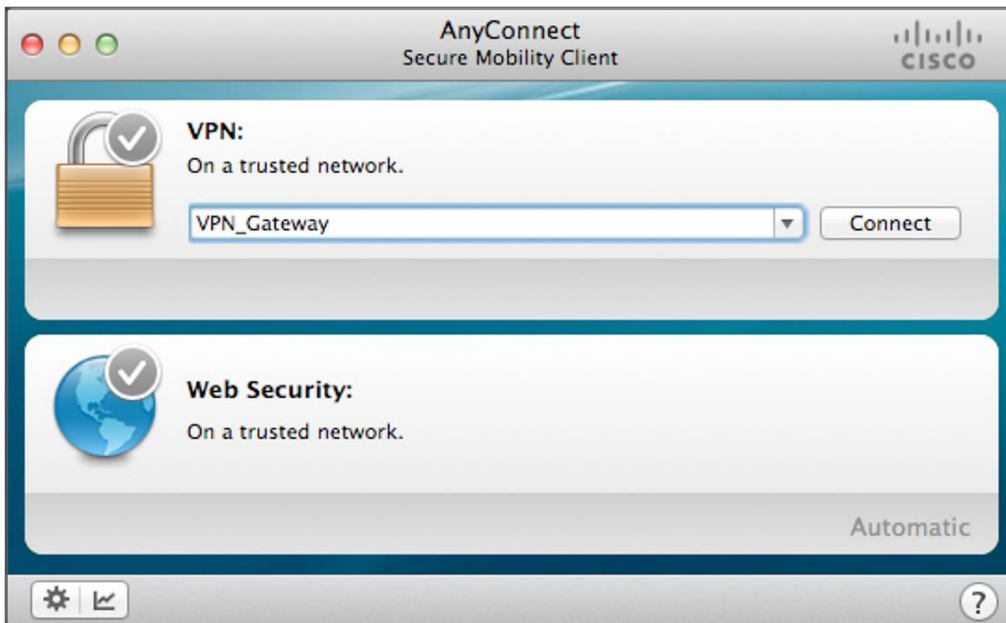 AnyConnect
Secure Mobility Client
CISCO
VPN:
On a trusted network.
VPN_Gateway
Connect
Web Security:
On a trusted network.
Automatic
?